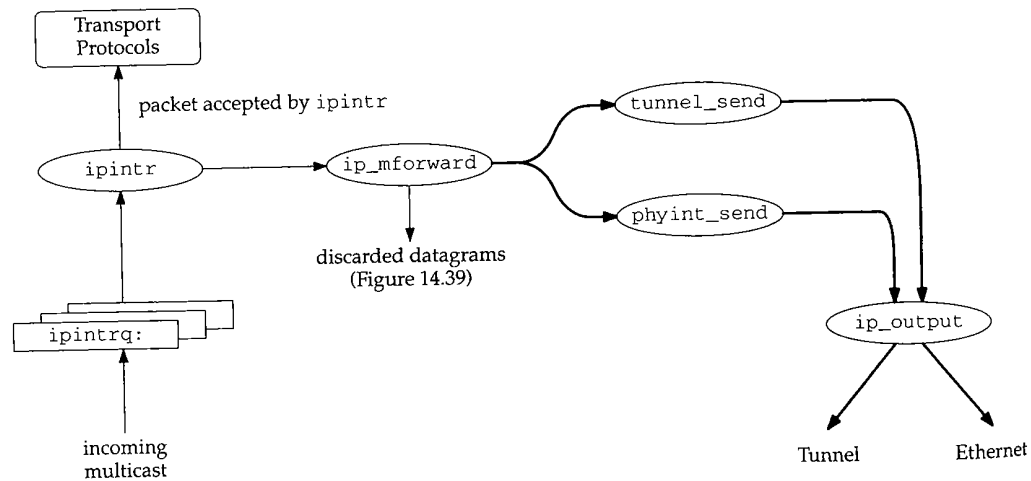 Transport
Protocols
packet accepted by ipintr
tunnel_send
ipintr
ip_mforward
phyint_send
discarded datagrams
(Figure 14.39)
ipintrq:
ip_output
incoming
multicast
Tunnel
Ethernet